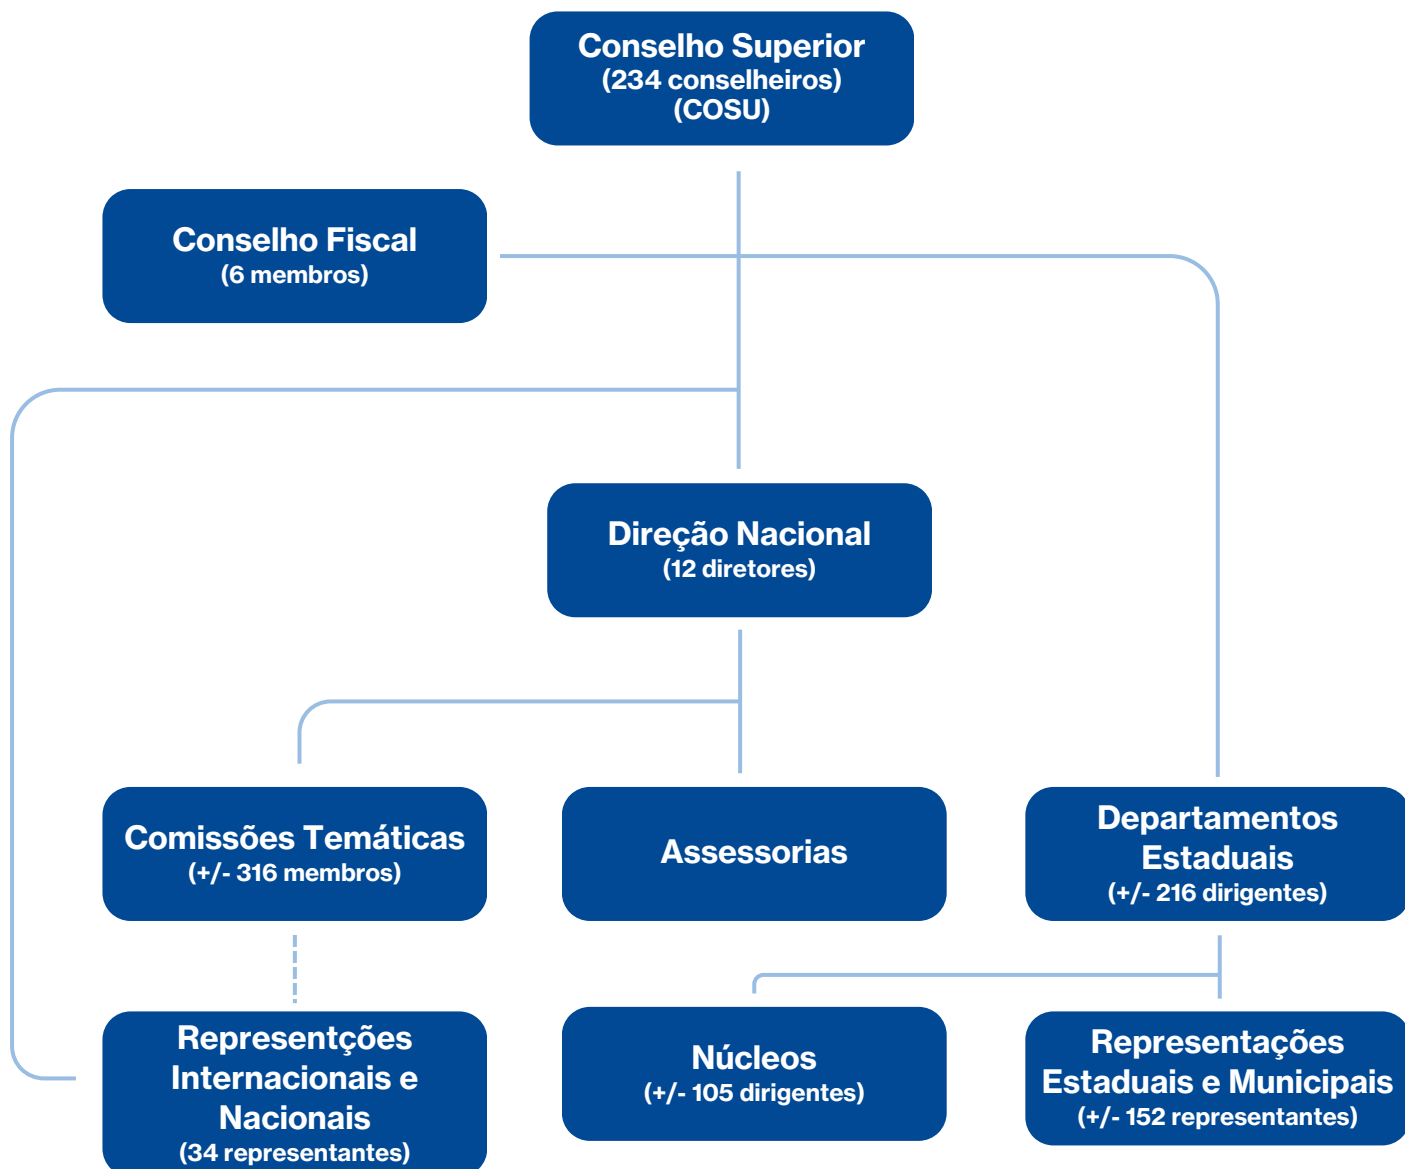 Conselho Superior
(234 conselheiros)
(COSU)
Conselho Fiscal
(6 membros)
Direção Nacional
(12 diretores)
Comissões Temáticas
(+/- 316 membros)
Assessorias
Departamentos
Estaduais
(+/- 216 dirigentes)
Representções
Internacionais e
Nacionais
(34 representantes)
Núcleos
(+/- 105 dirigentes)
Representações
Estaduais e Municipais
(+/- 152 representantes)